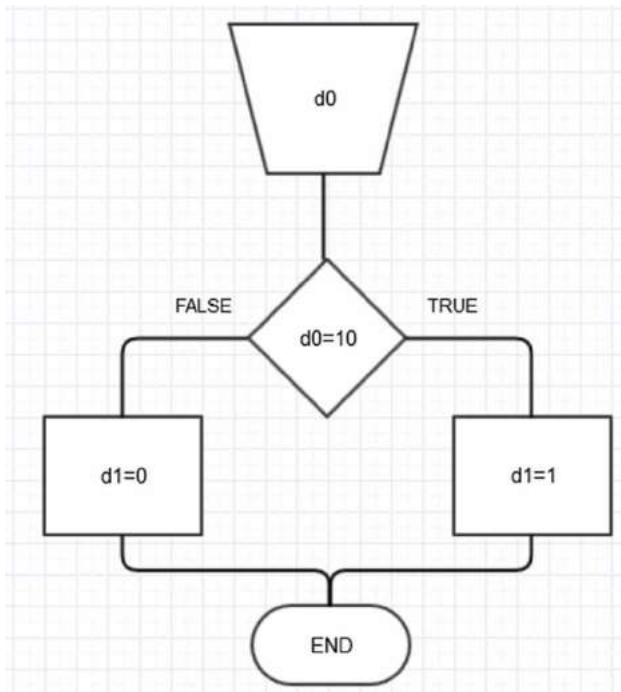 d0
FALSE
TRUE
d0=10
d1=0
d1=1
END